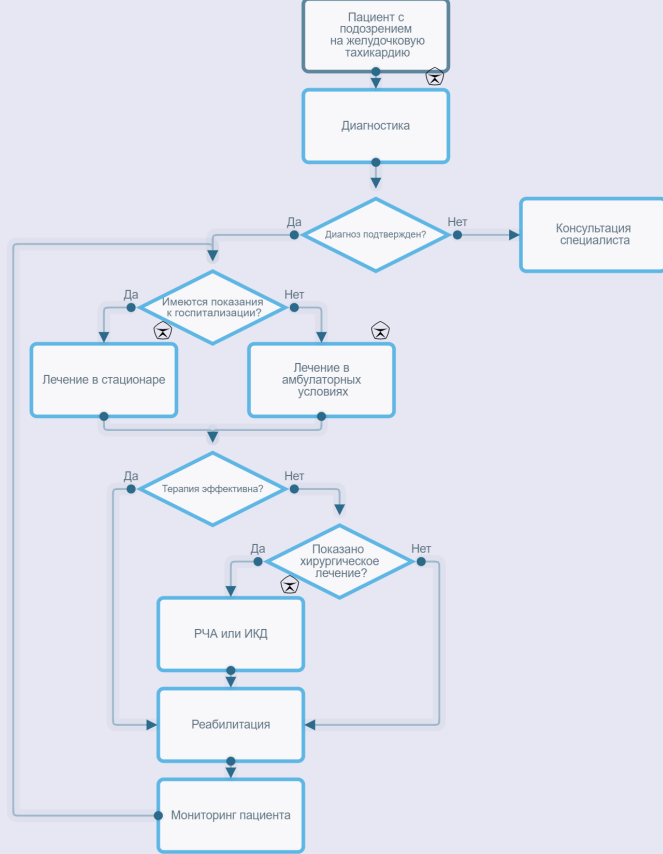 Пациент с
подозрением
на желудочковую
тахикардию
Диагностика
Да
Нет
Диагноз подтвержден?
Консультация
специалиста
Да
Нет
Имеются показания
к госпитализации?
Лечение в стационаре
Лечение в
амбулаторных
условиях
Да
Нет
Терапия эффективна?
Да
Нет
Показано
хирургическое
лечение?
РЧА или ИКД
Реабилитация
Мониторинг пациента